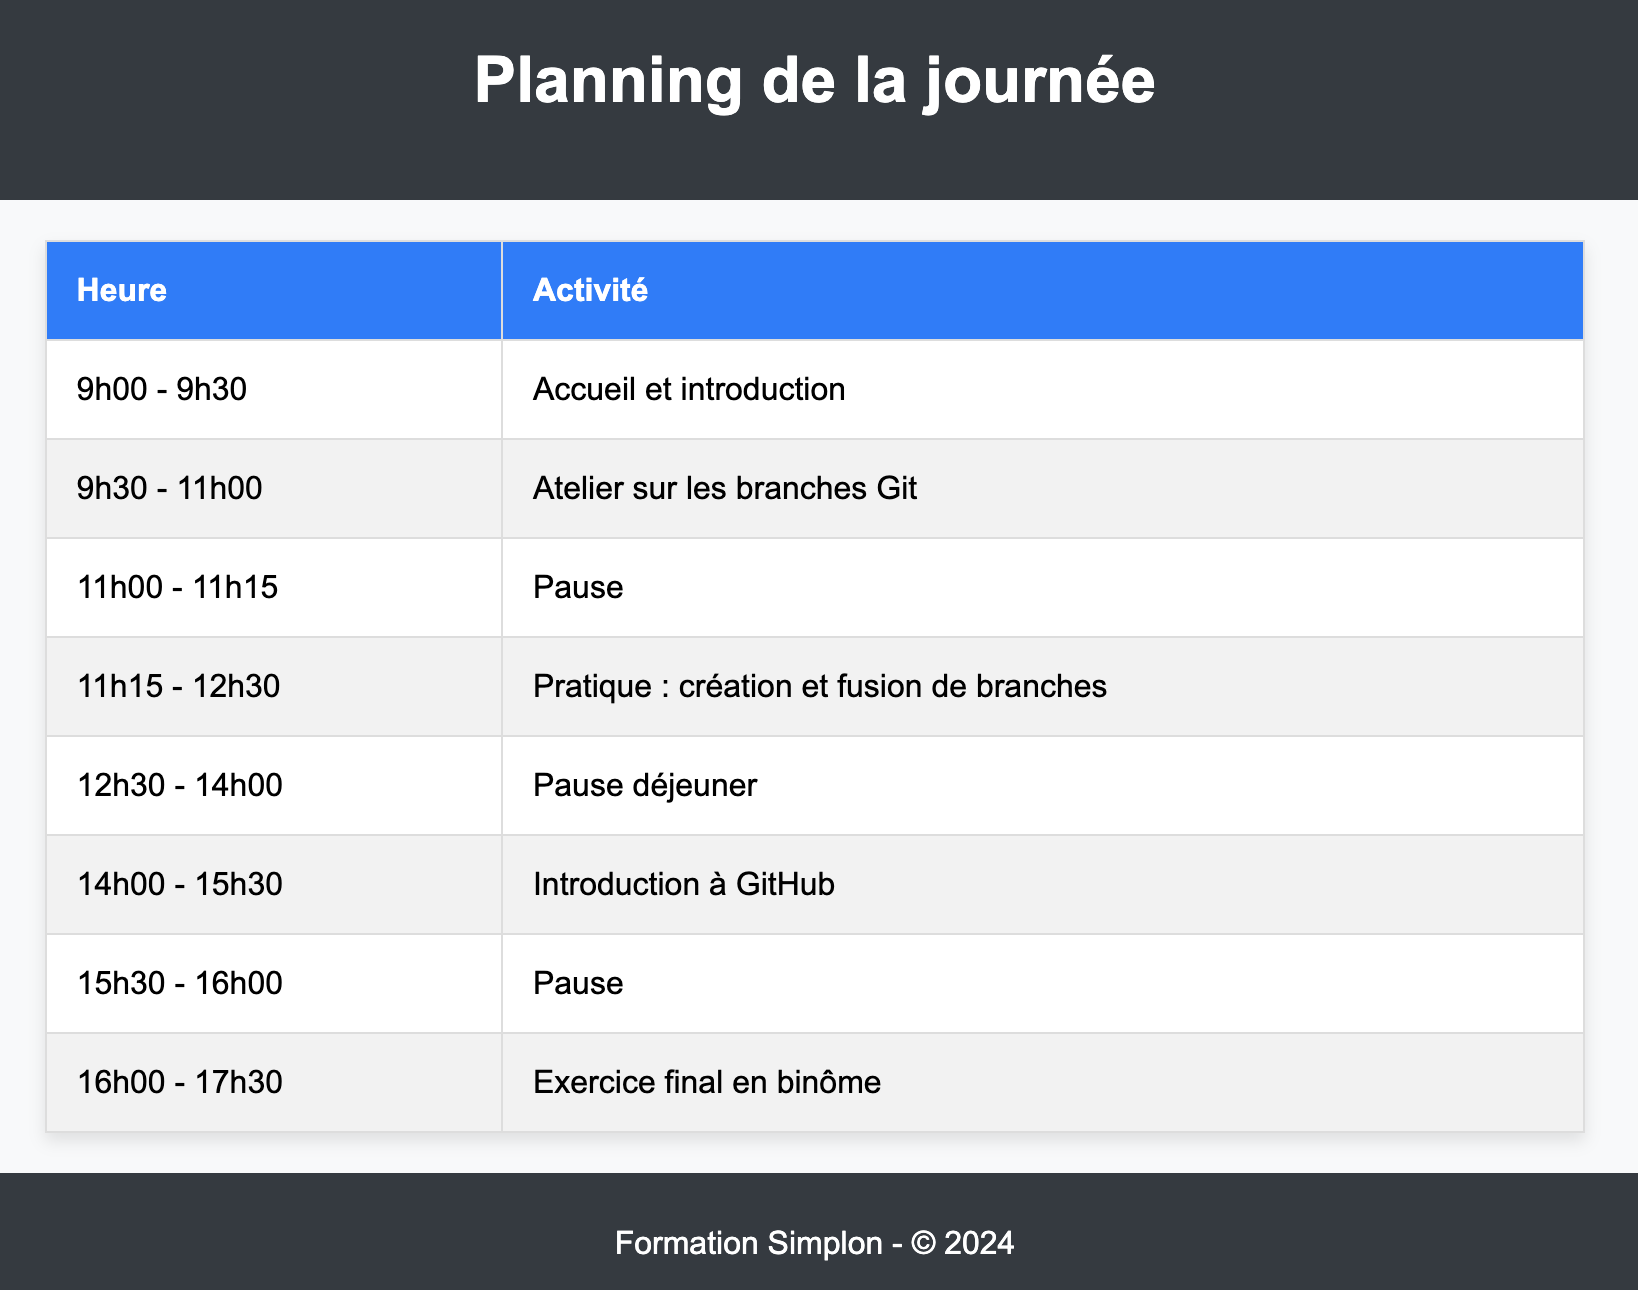 Planning de la journée
Heure Activité
9h00 - 9h30 Accueil et introduction
9h30 - 11h00 Atelier sur les branches Git
11h00 - 11h15 Pause
11h15 - 12h30 Pratique : création et fusion de branches
12h30 - 14h00 Pause déjeuner
14h00 - 15h30 Introduction à GitHub
15h30 - 16h00 Pause
16h00 - 17h30 Exercice final en binôme
Formation Simplon - © 2024